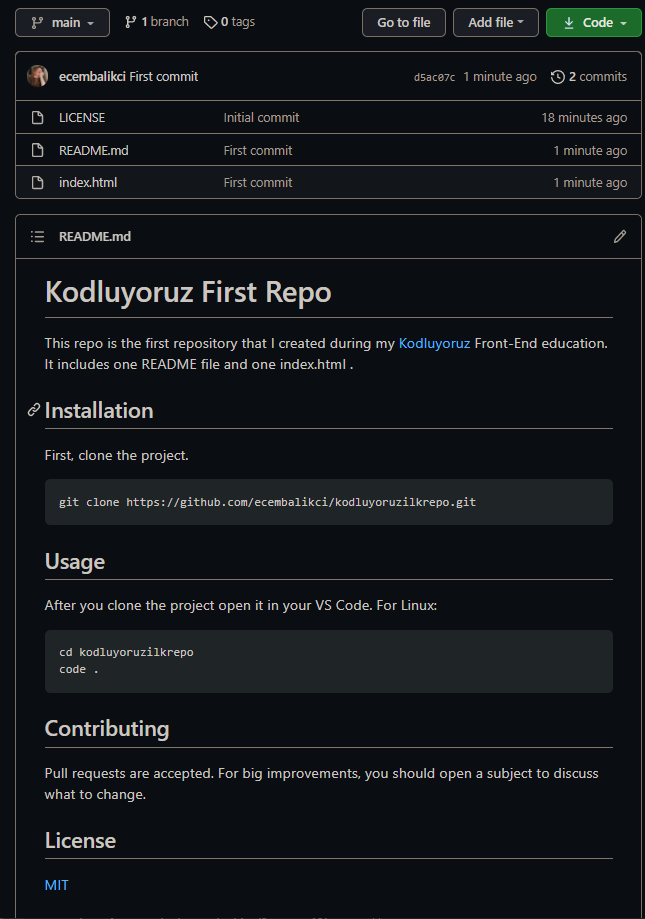 main 1 branch 0 tags Go to file Add file Code
ecembalikci First commit d5ac07c 1 minute ago 2 commits
LICENSE Initial commit 18 minutes ago
README.md First commit 1 minute ago
index.html First commit 1 minute ago
README.md
Kodluyoruz First Repo
This repo is the first repository that I created during my Kodluyoruz Front-End education.
It includes one README file and one index.html .
Installation
First, clone the project.
git clone https://github.com/ecembalikci/kodluyoruzilkrepo.git
Usage
After you clone the project open it in your VS Code. For Linux:
cd kodluyoruzilkrepo
code .
Contributing
Pull requests are accepted. For big improvements, you should open a subject to discuss
what to change.
License
MIT